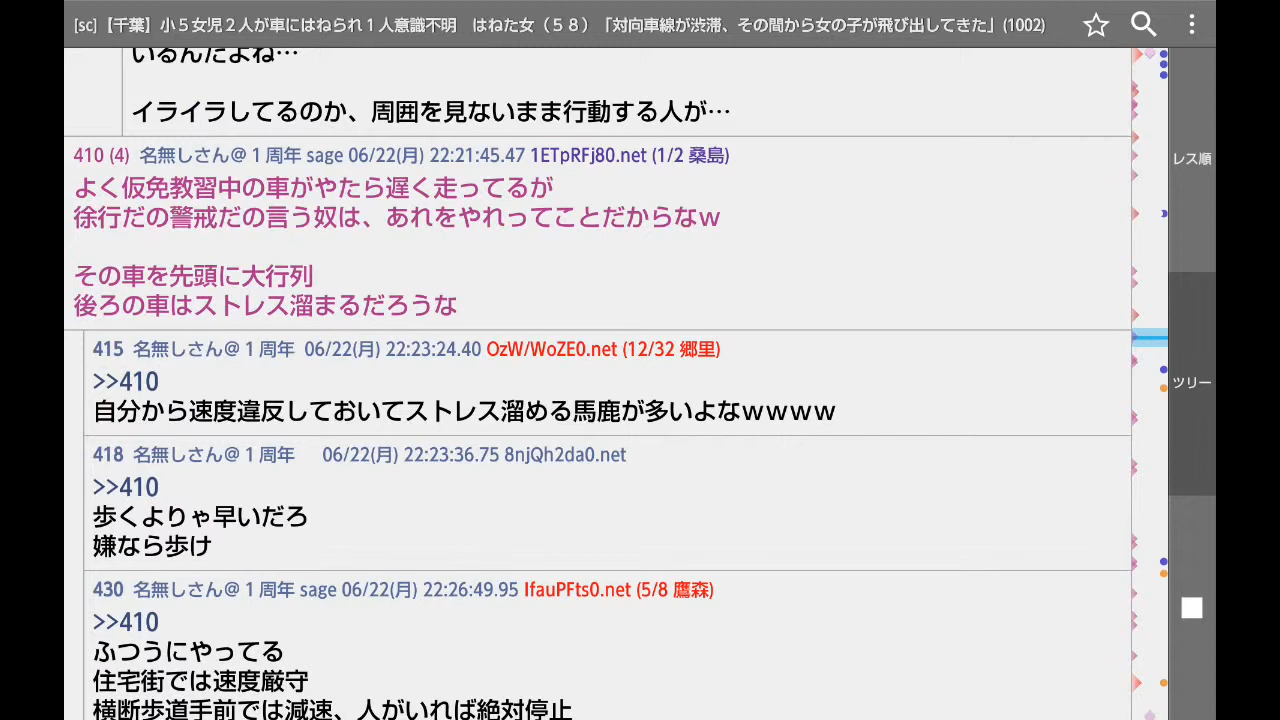 [sc]【千葉】小５女児２人が車にはねられ１人意識不明　はねた女（５８）「対向車線が渋滞、その間から女の子が飛び出してきた」(1002)
いるんだよね…
イライラしてるのか、周囲を見ないまま行動する人が…
410 (4) 名無しさん＠１周年 sage 06/22(月) 22:21:45.47 1ETpRFj80.net (1/2 桑島)
よく仮免教習中の車がやたら遅く走ってるが
徐行だの警戒だの言う奴は、あれをやれってことだからなｗ
その車を先頭に大行列
後ろの車はストレス溜まるだろうな
レス順
415 名無しさん＠１周年 06/22(月) 22:23:24.40 OzW/WoZE0.net (12/32 郷里)
>>410
自分から速度違反しておいてストレス溜める馬鹿が多いよなｗｗｗｗ
ツリー
418 名無しさん＠１周年 06/22(月) 22:23:36.75 8njQh2da0.net
>>410
歩くよりゃ早いだろ
嫌なら歩け
430 名無しさん＠１周年 sage 06/22(月) 22:26:49.95 IfauPFts0.net (5/8 鷹森)
>>410
ふつうにやってる
住宅街では速度厳守
横断歩道手前では減速、人がいれば絶対停止